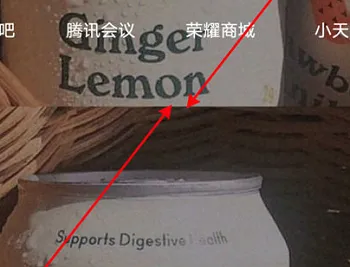 吧 腾讯会议 荣耀商城 小天
Ginger
Lemon
Supports Digestive Health